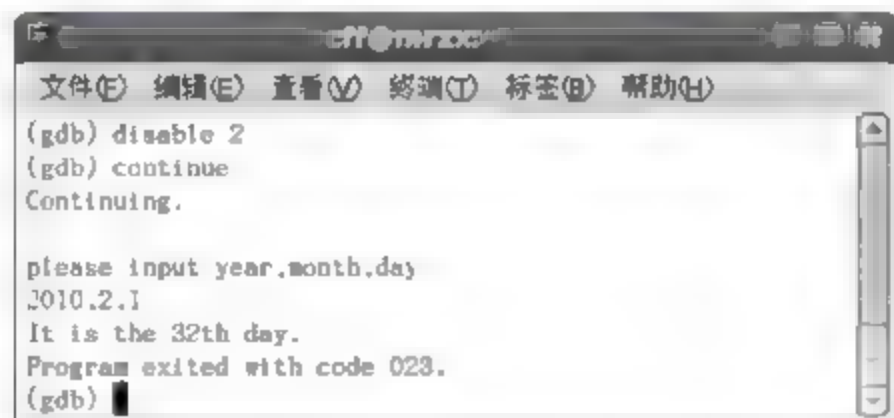 文件(F) 编辑(E) 查看(V) 终端(T) 标签(B) 帮助(H)
(gdb) disable 2
(gdb) continue
Continuing.
please input year,month,day
2010,2,1
It is the 32th day.
Program exited with code 023.
(gdb)